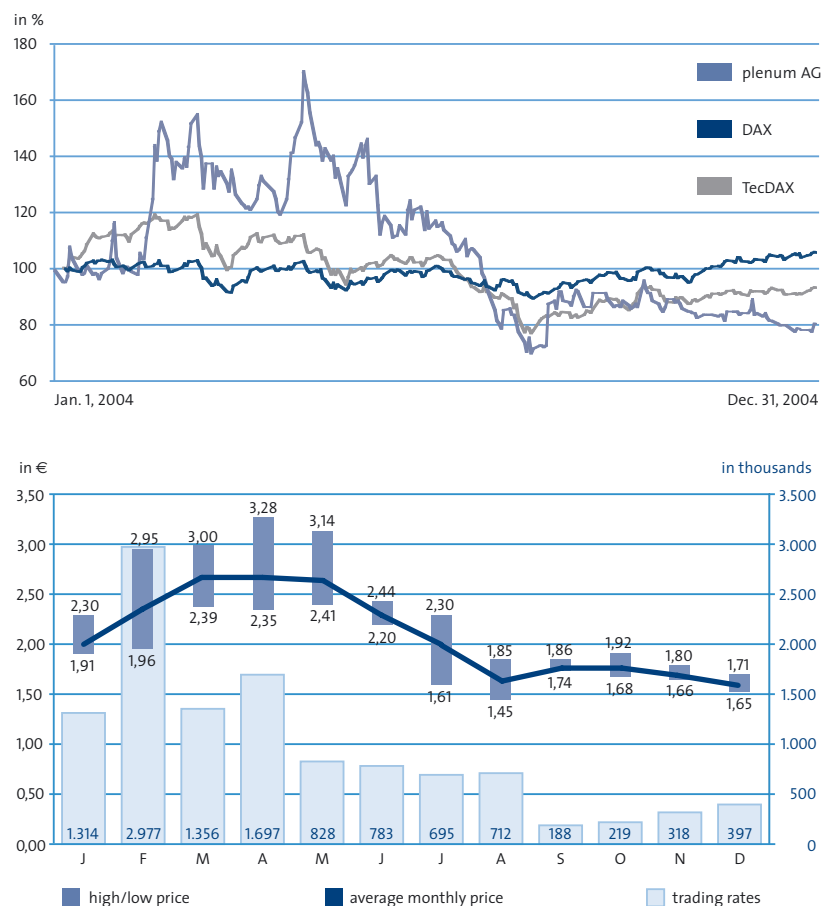 in %
180
plenum AG
160
DAX
140
TecDAX
120
100
80
60
Jan. 1, 2004 Dec. 31, 2004
in € in thousands
3,50 3.500
3,28
3,14
2,95 3,00
3,00 3.000
2,50 2.500
2,30 2,44 2,30
2,39 2,35 2,41
2,20
2,00 2.000
1,91 1,96
1,85 1,86 1,92 1,80 1,71
1,61 1,74 1,68 1,66 1,65
1,50 1.500
1,45
1,00 1.000
0,50 500
1.314 2.977 1.356 1.697 828 783 695 712 188 219 318 397
0,00 0
J F M A M J J A S O N D
high/low price average monthly price trading rates